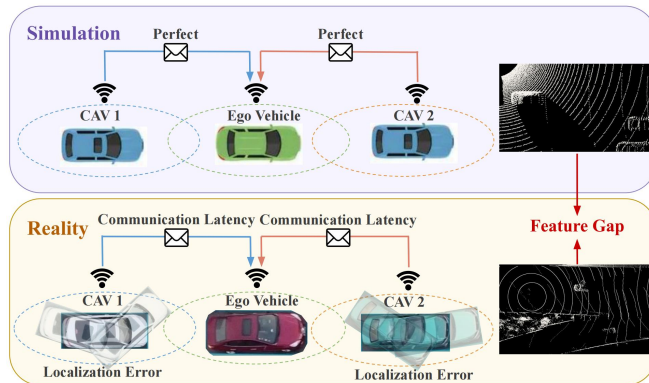 Simulation
Perfect
Perfect
CAV 1
Ego Vehicle
CAV 2
Reality
Communication Latency
Communication Latency
Feature Gap
CAV 1
Ego Vehicle
CAV 2
Localization Error
Localization Error